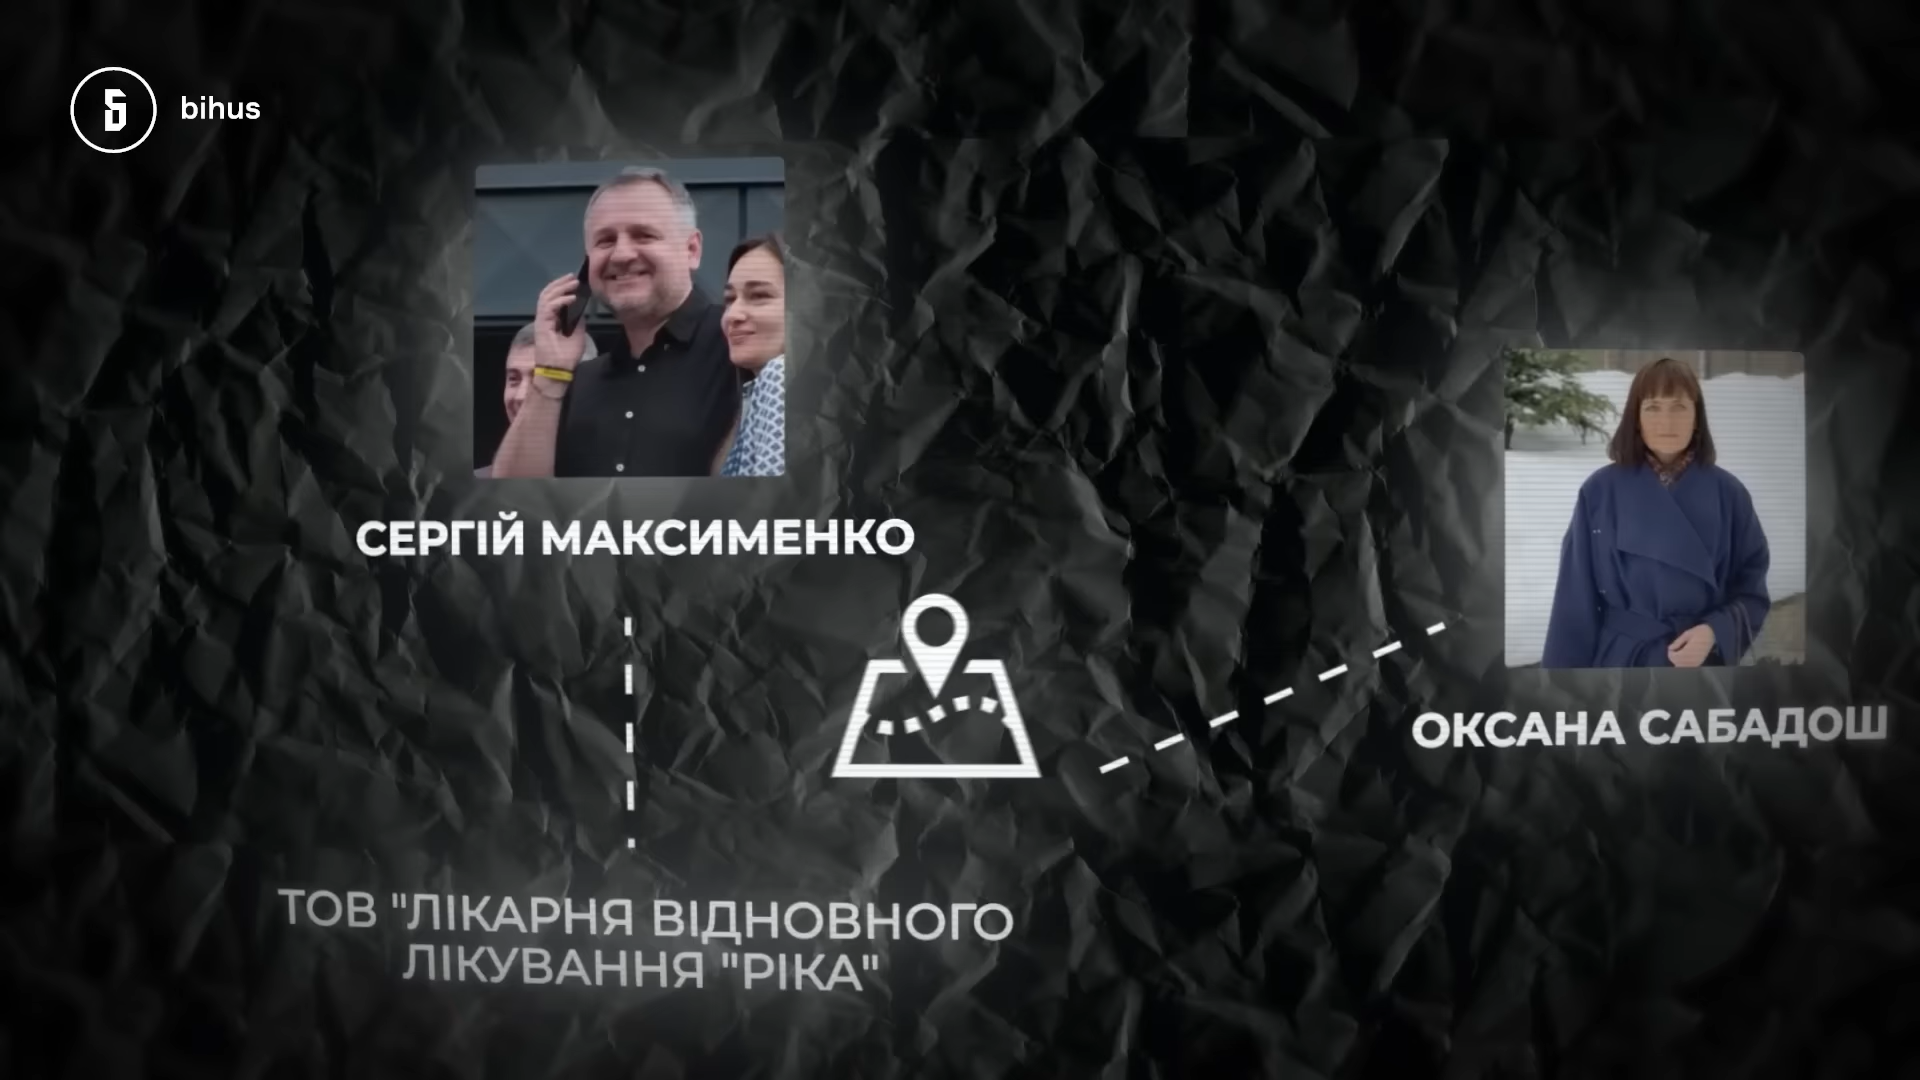 bihus
СЕРГІЙ МАКСИМЕНКО
ОКСАНА САБАДОШ
ТОВ "ЛІКАРНЯ ВІДНОВНОГО
ЛІКУВАННЯ "РІКА"